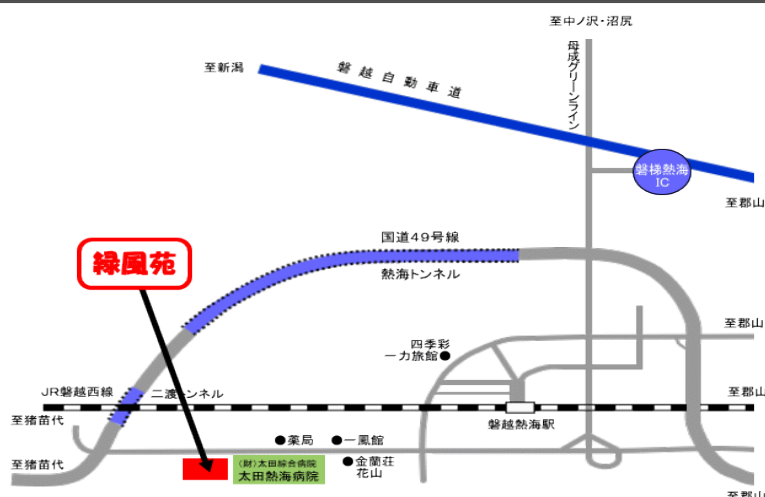 至中ノ沢・沼尻
母成グリーンライン
至新潟
磐越自動車道
磐梯熱海
IC
至郡山
国道49号線
緑風苑
熱海トンネル
至郡山
四季彩
一力旅館
JR磐越西線
二渡トンネル
至郡山
至猪苗代
磐越熱海駅
薬局
一鳳館
至猪苗代
(財)太田綜合病院
太田熱海病院
金蘭荘
花山
至郡山